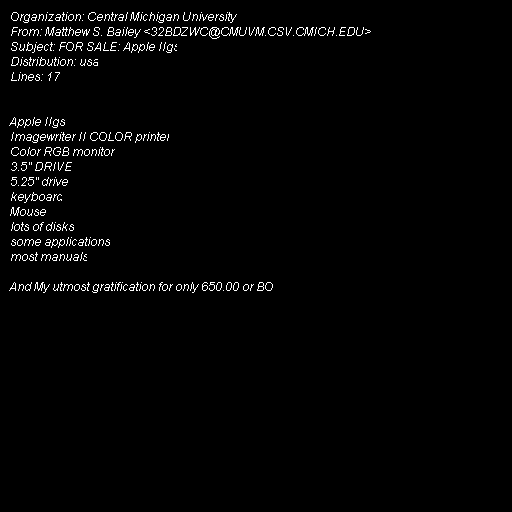 Organization: Central Michigan University
From: Matthew S. Bailey <32BDZWC@CMUVM.CSV.CMICH.EDU>
Subject: FOR SALE: Apple IIgs
Distribution: usa
Lines: 17
Apple IIgs
Imagewriter II COLOR printer
Color RGB monitor
3.5" DRIVE
5.25" drive
keyboard
Mouse
lots of disks
some applications
most manuals
And My utmost gratification for only 650.00 or BO